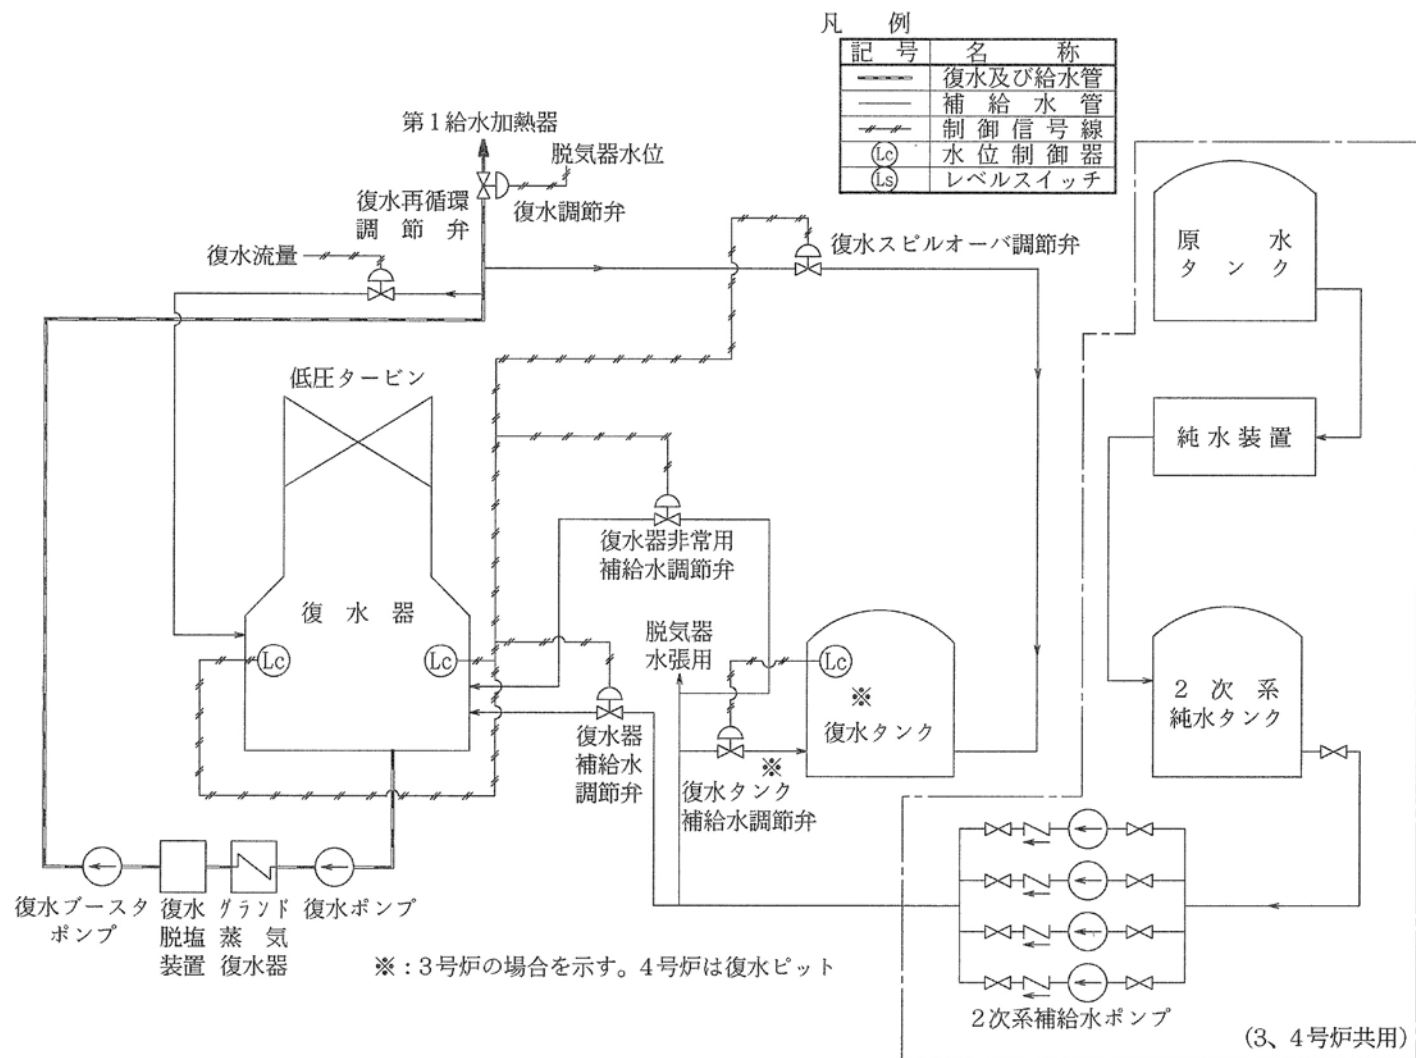 凡 例
記 号 名 称
復水及び給水管
補 給 水 管
制 御 信 号 線
Lc 水 位 制 御 器
Ls レベルスイッチ
第1給水加熱器
脱気器水位
復水再循環
調 節 弁
復水調節弁
復水流量
復水スピルオーバ調節弁
原 水
タ ン ク
低圧タービン
純 水 装 置
復水器非常用
補給水調節弁
復 水 器
脱気器
水張用
Lc
Lc
Lc
※
復水タンク
2 次 系
純水タンク
復水器
補給水
調節弁
※
復水タンク
補給水調節弁
復水ブースタ
ポンプ
復水
脱塩
装置
グランド
蒸 気
復水器
復水ポンプ
※:3号炉の場合を示す。4号炉は復水ピット
2次系補給水ポンプ
(3、4号炉共用)